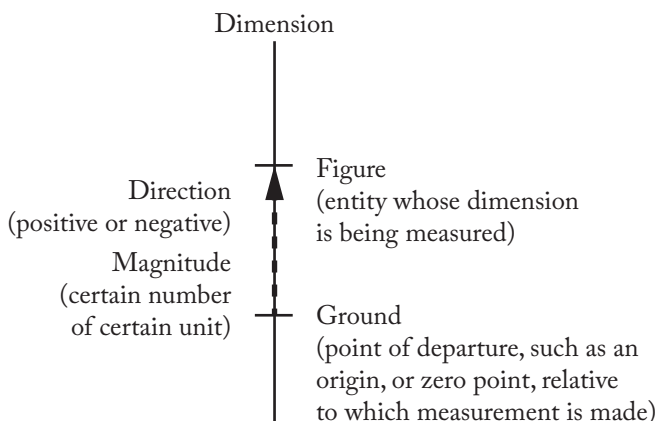 Dimension
Figure
(entity whose dimension
is being measured)
Direction
(positive or negative)
Magnitude
(certain number
of certain unit)
Ground
(point of departure, such as an
origin, or zero point, relative
to which measurement is made)